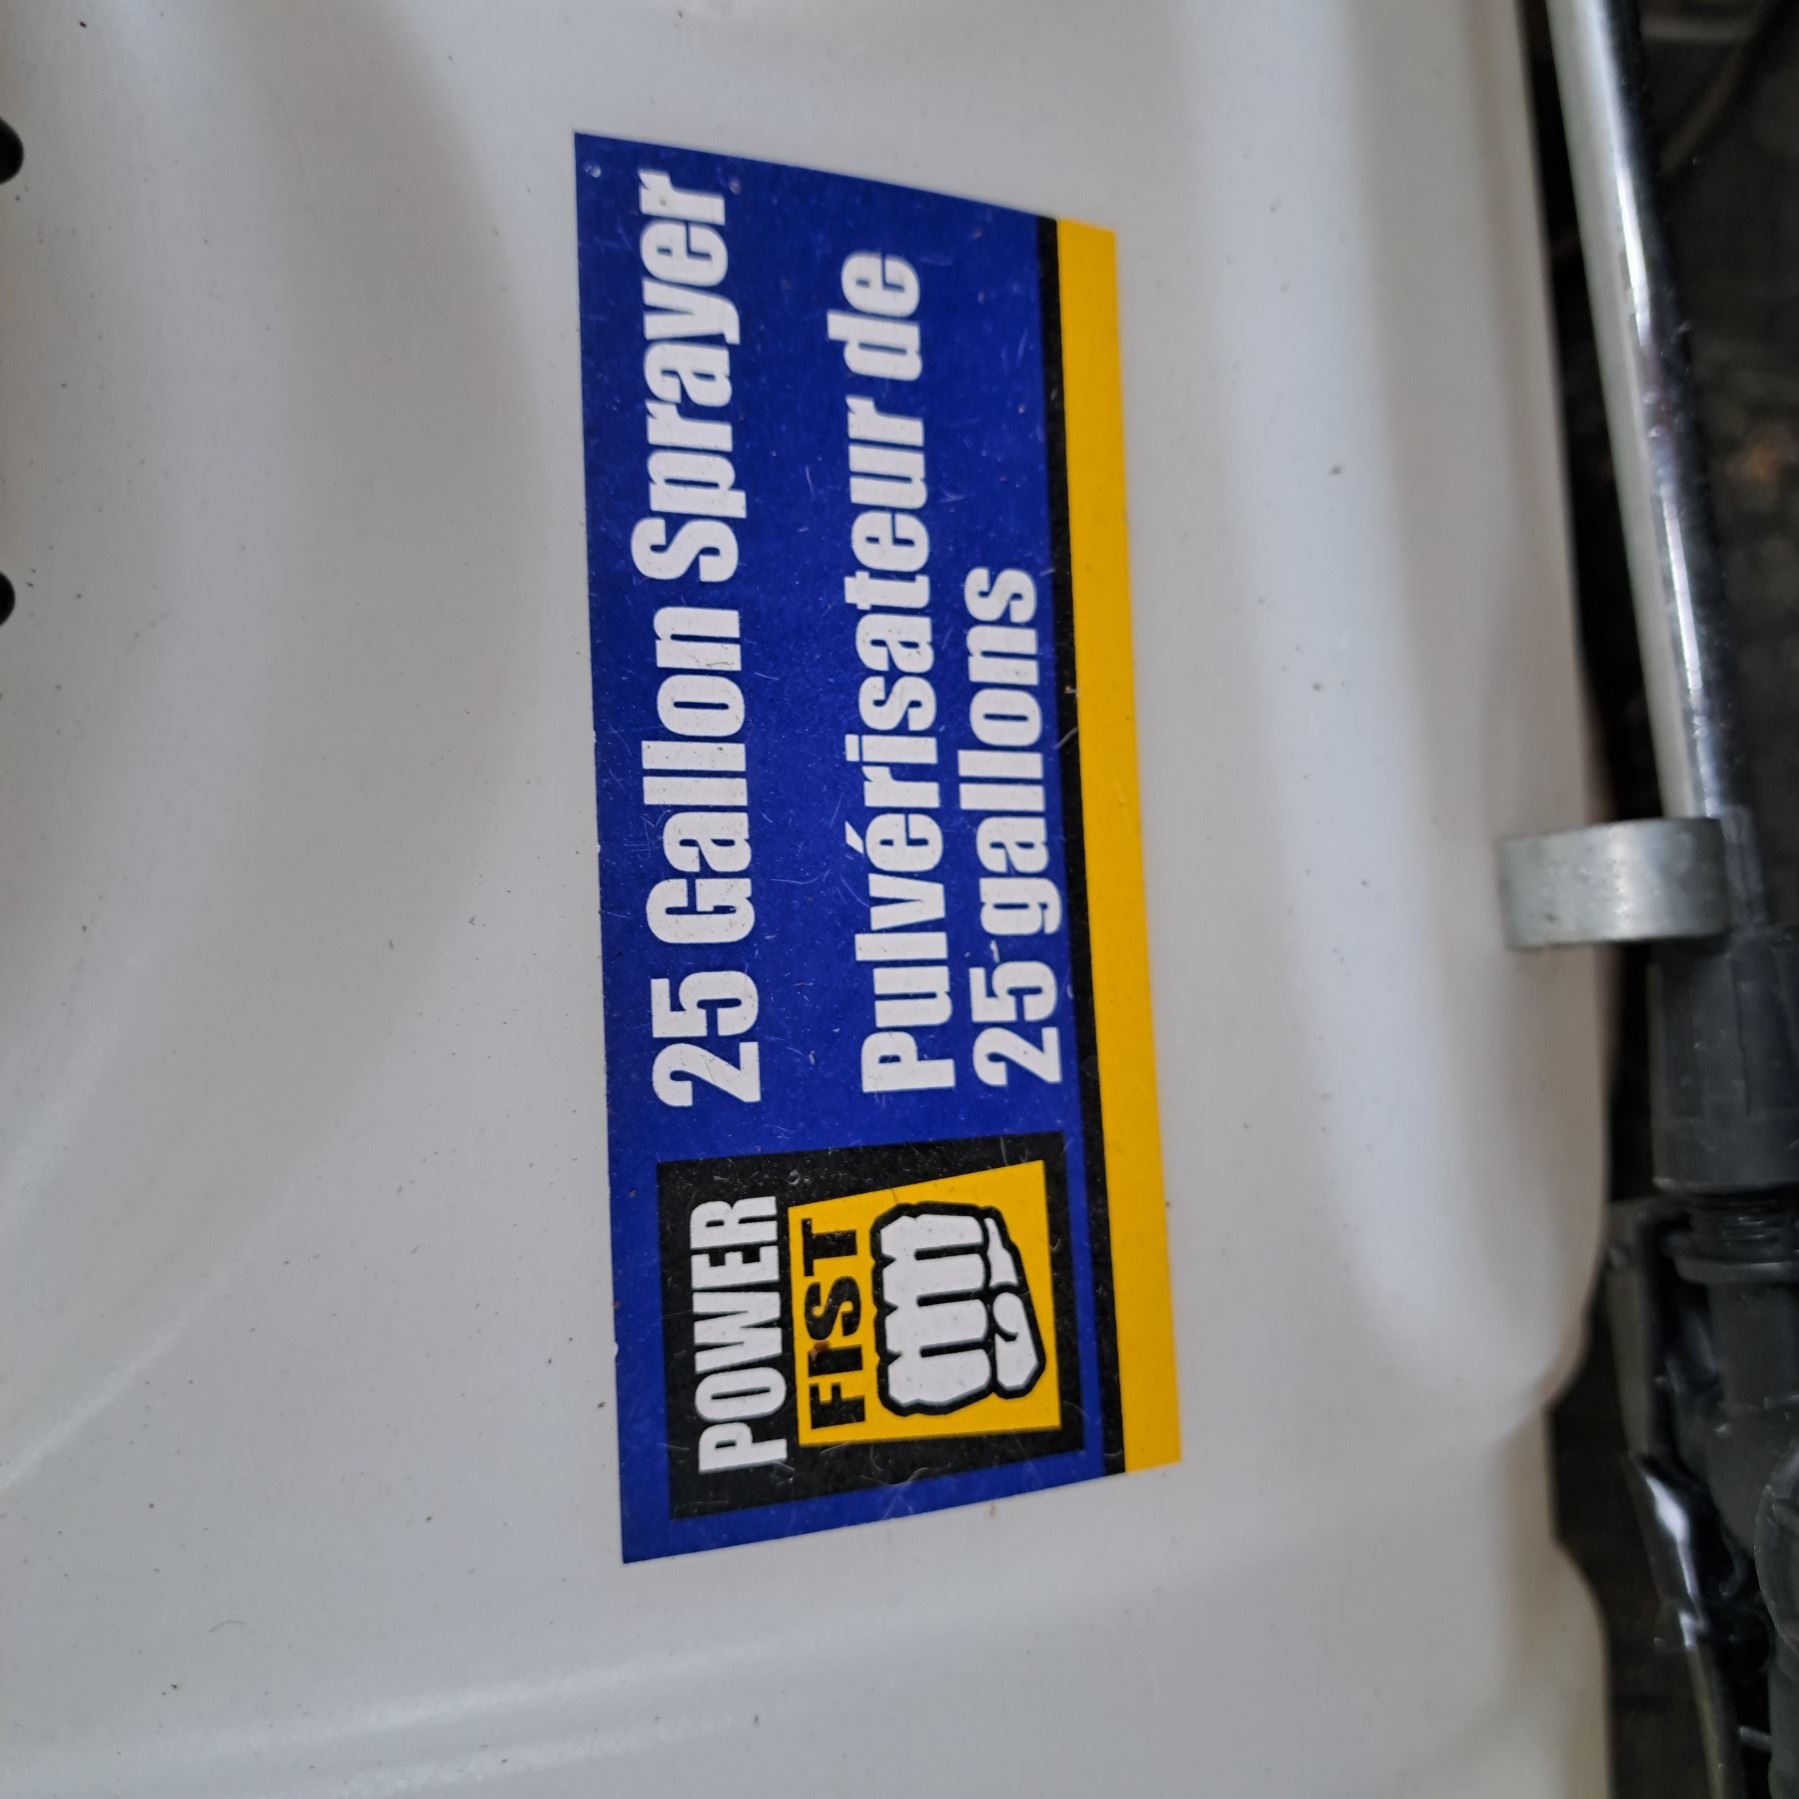 POWER
FIST
25 Gallon Sprayer
Pulvérisateur de
25 gallons